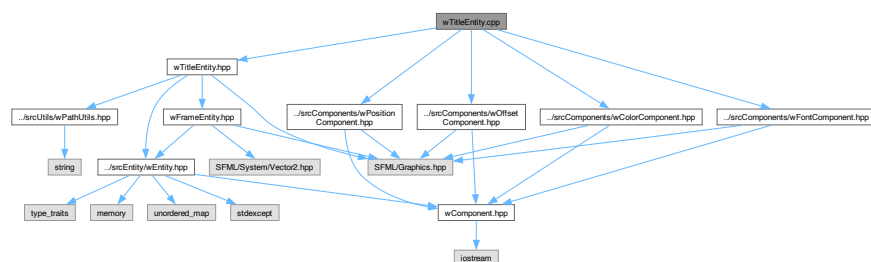 wTitleEntity.cpp
wTitleEntity.hpp
../srcUtils/wPathUtils.hpp
wFrameEntity.hpp
../srcComponents/wPosition
Component.hpp
../srcComponents/wOffset
Component.hpp
../srcComponents/wColorComponent.hpp
../srcComponents/wFontComponent.hpp
string
../srcEntity/wEntity.hpp
SFML/System/Vector2.hpp
SFML/Graphics.hpp
type_traits
memory
unordered_map
stdexcept
wComponent.hpp
iostream